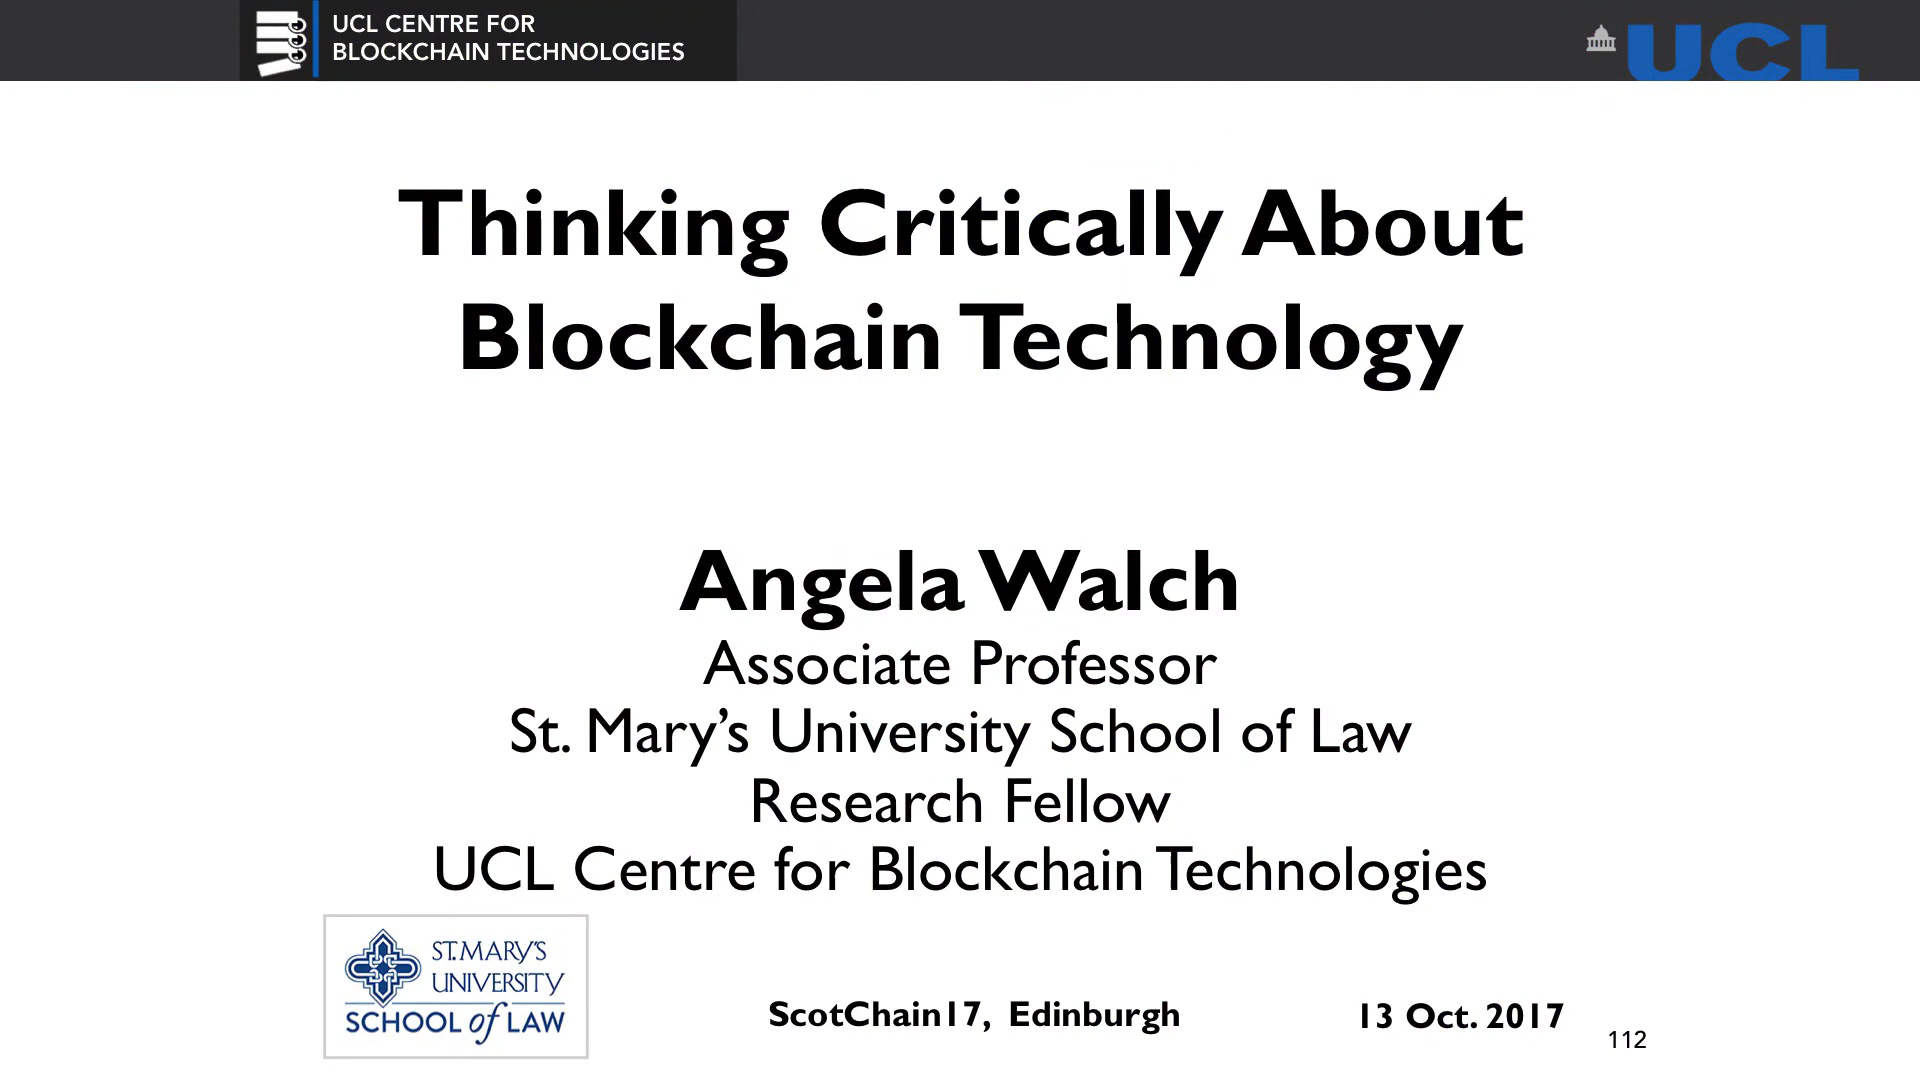 UCL CENTRE FOR
BLOCKCHAIN TECHNOLOGIES
UCL
Thinking Critically About
Blockchain Technology
Angela Walch
Associate Professor
St. Mary’s University School of Law
Research Fellow
UCL Centre for Blockchain Technologies
ST. MARY'S
UNIVERSITY
SCHOOL of LAW
ScotChain17, Edinburgh
13 Oct. 2017
112